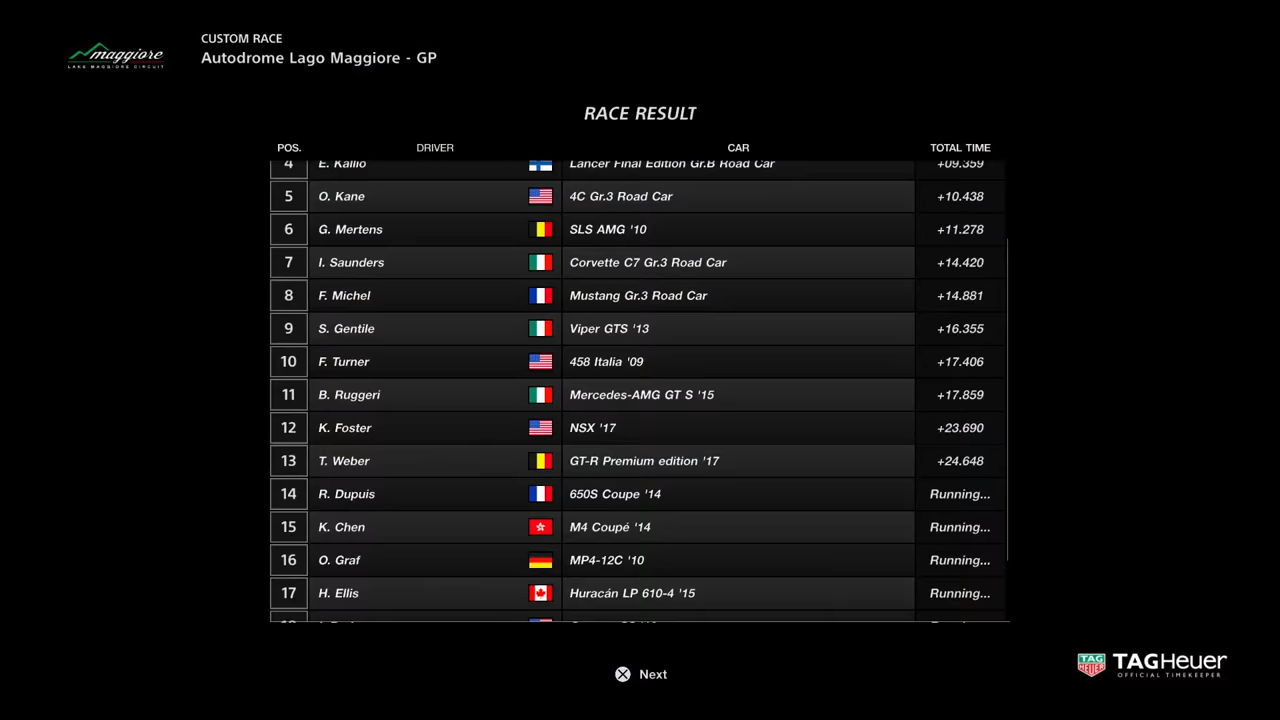 CUSTOM RACE
maggiore
LAKE MAGGIORE CIRCUIT
Autodrome Lago Maggiore - GP
RACE RESULT
POS. DRIVER CAR TOTAL TIME
4 E. Kallio Lancer Final Edition Gr.B Road Car +09.359
5 O. Kane 4C Gr.3 Road Car +10.438
6 G. Mertens SLS AMG '10 +11.278
7 I. Saunders Corvette C7 Gr.3 Road Car +14.420
8 F. Michel Mustang Gr.3 Road Car +14.881
9 S. Gentile Viper GTS '13 +16.355
10 F. Turner 458 Italia '09 +17.406
11 B. Ruggeri Mercedes-AMG GT S '15 +17.859
12 K. Foster NSX '17 +23.690
13 T. Weber GT-R Premium edition '17 +24.648
14 R. Dupuis 650S Coupe '14 Running...
15 K. Chen M4 Coupé '14 Running...
16 O. Graf MP4-12C '10 Running...
17 H. Ellis Huracán LP 610-4 '15 Running...
TAG HEUER TAGHeuer
OFFICIAL TIMEKEEPER
Next